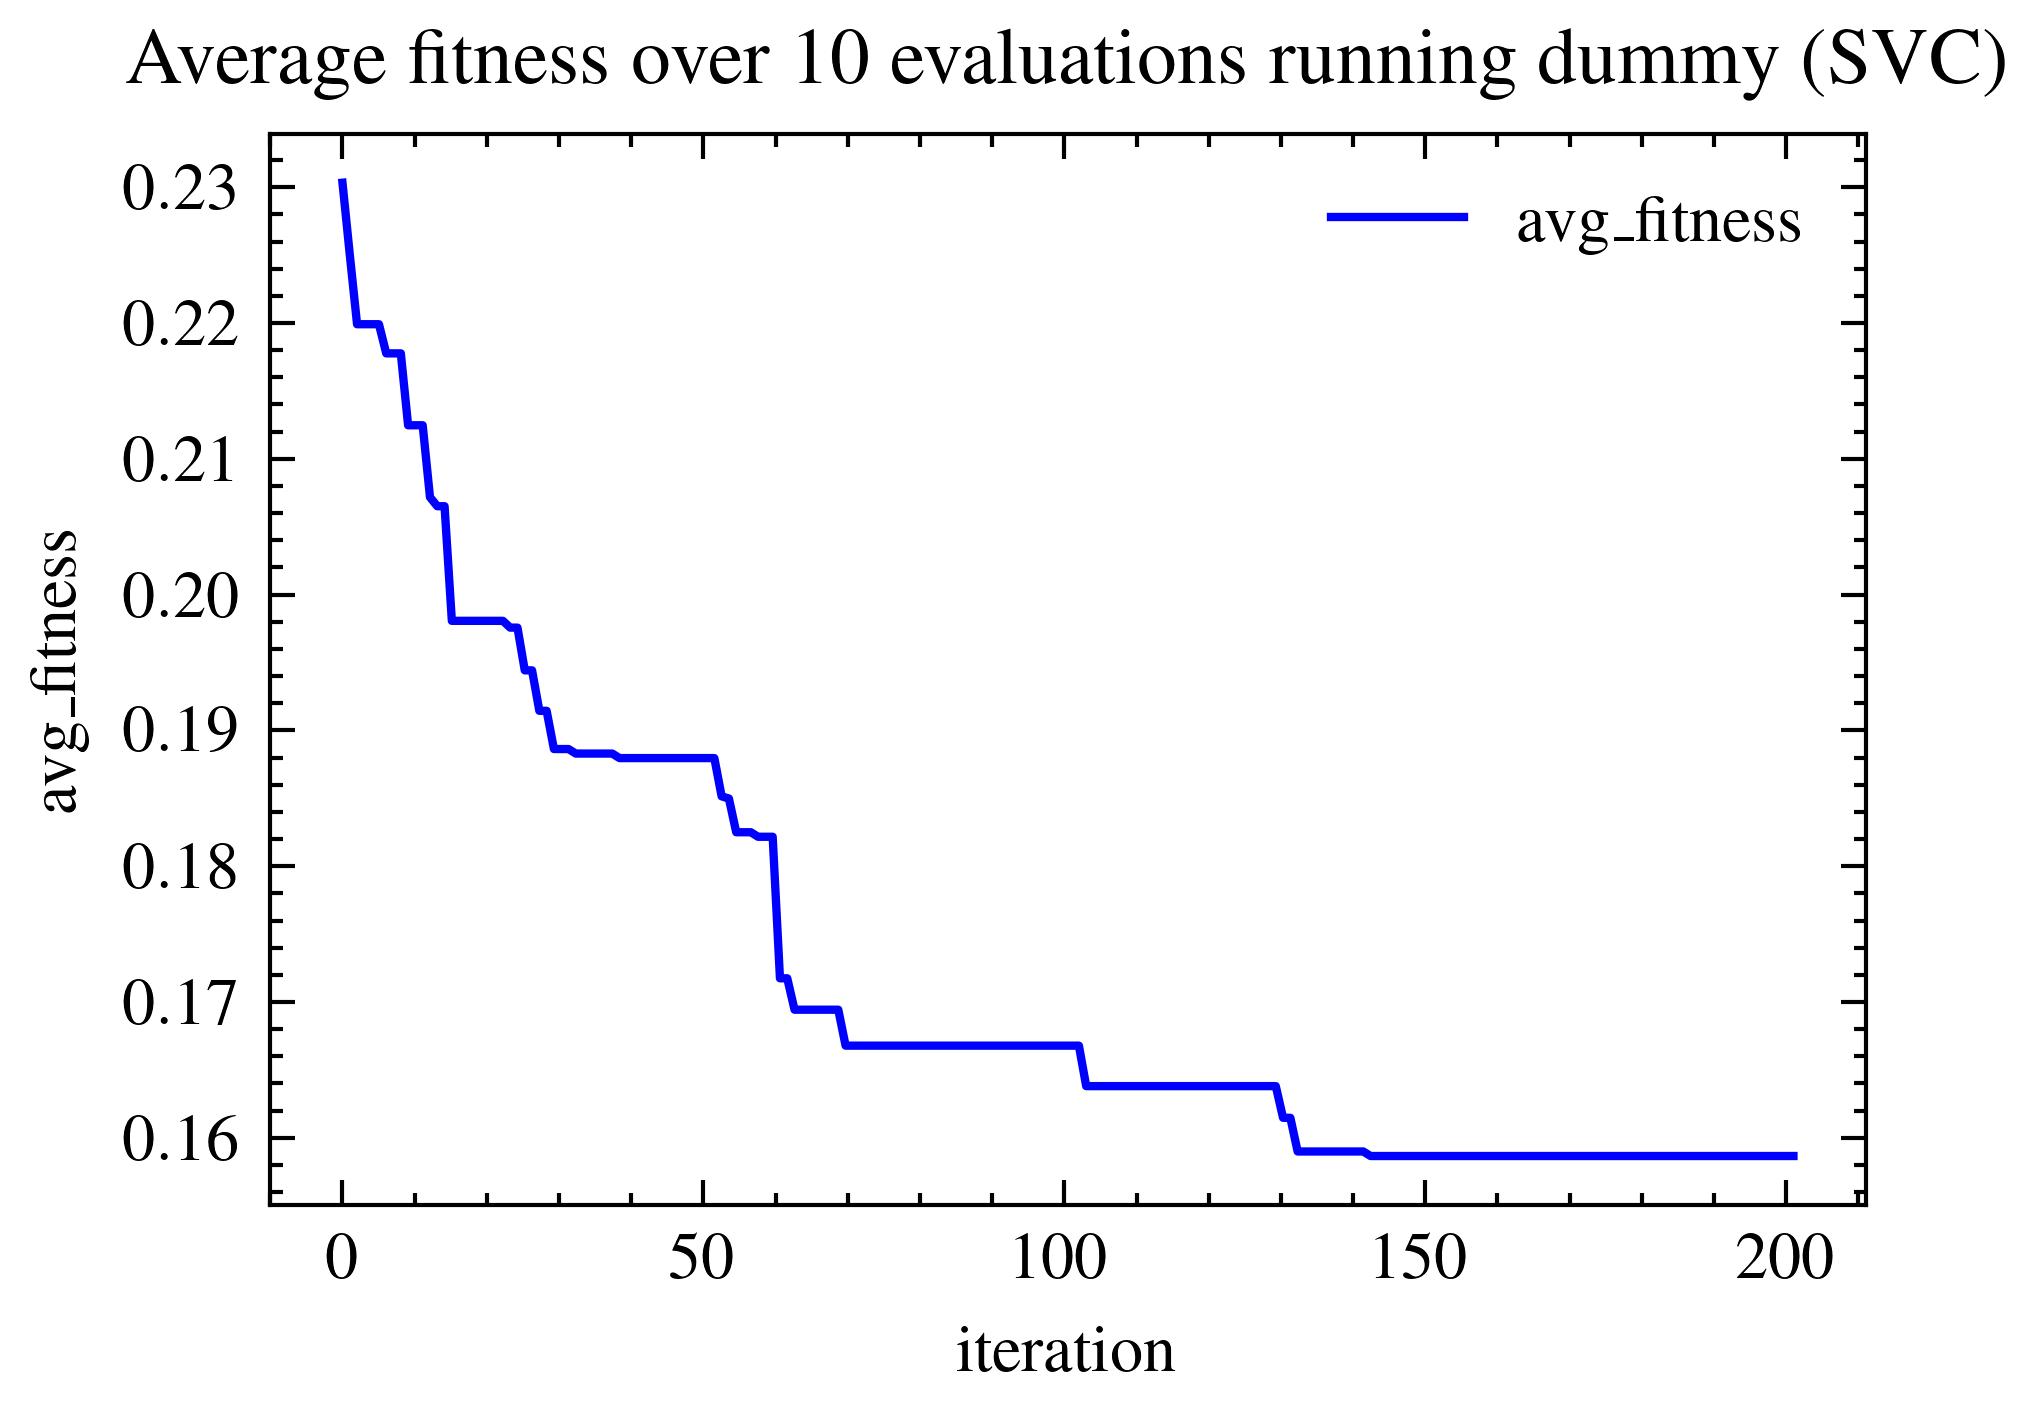 Average fitness over 10 evaluations running dummy (SVC)
avg_fitness
0.23
0.22
0.21
0.20
0.19
0.18
0.17
0.16
avg_fitness
0 50 100 150 200
iteration